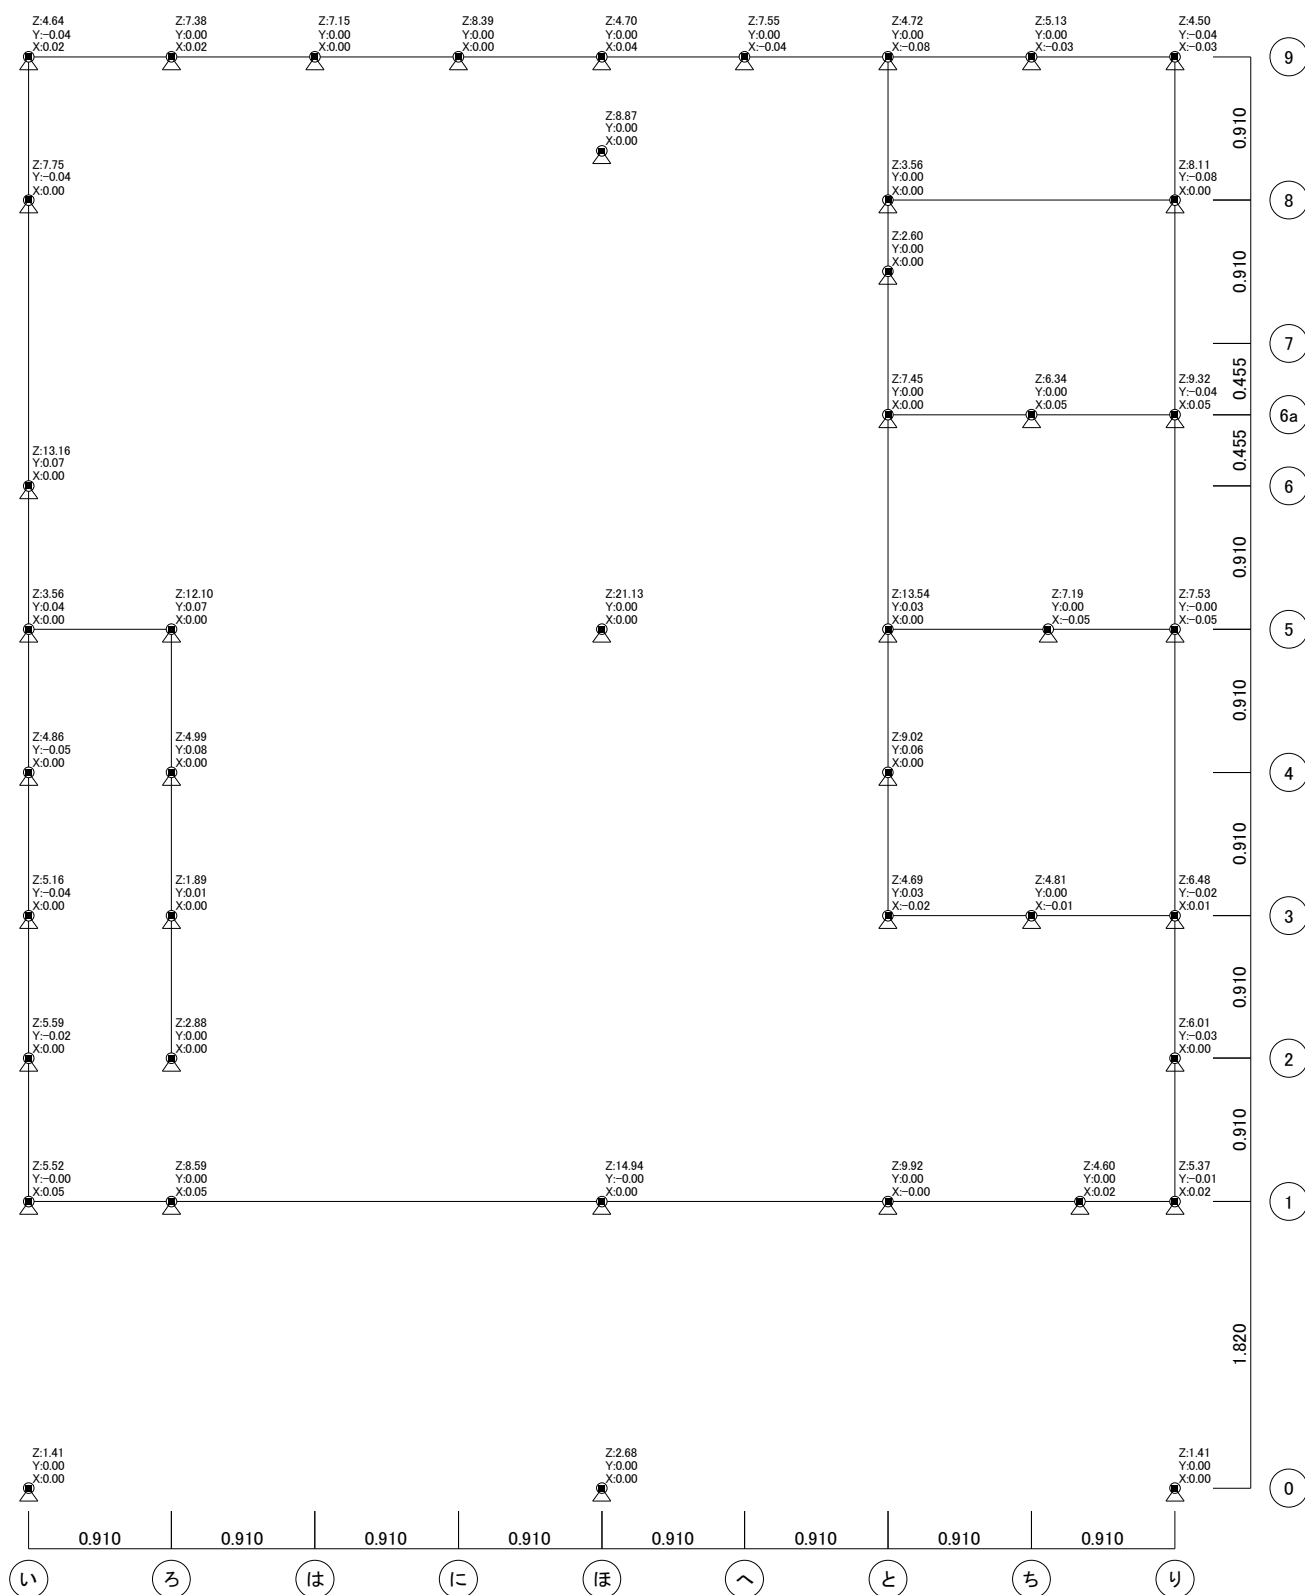 Z:4.64
Y:-0.04
X:0.02
Z:7.38
Y:0.00
X:0.02
Z:7.15
Y:0.00
X:0.00
Z:8.39
Y:0.00
X:0.00
Z:4.70
Y:0.00
X:0.04
Z:7.55
Y:0.00
X:-0.04
Z:4.72
Y:0.00
X:-0.08
Z:5.13
Y:0.00
X:-0.03
Z:4.50
Y:-0.04
X:-0.03
9
0.910
Z:8.87
Y:0.00
X:0.00
Z:7.75
Y:-0.04
X:0.00
Z:3.56
Y:0.00
X:0.00
Z:8.11
Y:-0.08
X:0.00
8
Z:2.60
Y:0.00
X:0.00
0.910
7
0.455
Z:7.45
Y:0.00
X:0.00
Z:6.34
Y:0.00
X:0.05
Z:9.32
Y:-0.04
X:0.05
6a
0.455
Z:13.16
Y:0.07
X:0.00
6
0.910
Z:3.56
Y:0.04
X:0.00
Z:12.10
Y:0.07
X:0.00
Z:21.13
Y:0.00
X:0.00
Z:13.54
Y:0.03
X:0.00
Z:7.19
Y:0.00
X:-0.05
Z:7.53
Y:-0.00
X:-0.05
5
0.910
Z:4.86
Y:-0.05
X:0.00
Z:4.99
Y:0.08
X:0.00
Z:9.02
Y:0.06
X:0.00
4
0.910
Z:5.16
Y:-0.04
X:0.00
Z:1.89
Y:0.01
X:0.00
Z:4.69
Y:0.03
X:-0.02
Z:4.81
Y:0.00
X:-0.01
Z:6.48
Y:-0.02
X:0.01
3
0.910
Z:5.59
Y:-0.02
X:0.00
Z:2.88
Y:0.00
X:0.00
Z:6.01
Y:-0.03
X:0.00
2
0.910
Z:5.52
Y:-0.00
X:0.05
Z:8.59
Y:0.00
X:0.05
Z:14.94
Y:-0.00
X:0.00
Z:9.92
Y:0.00
X:-0.00
Z:4.60
Y:0.00
X:0.02
Z:5.37
Y:-0.01
X:0.02
1
1.820
Z:1.41
Y:0.00
X:0.00
Z:2.68
Y:0.00
X:0.00
Z:1.41
Y:0.00
X:0.00
0
0.910 0.910 0.910 0.910 0.910 0.910 0.910 0.910
い ろ は に ほ へ と ち り